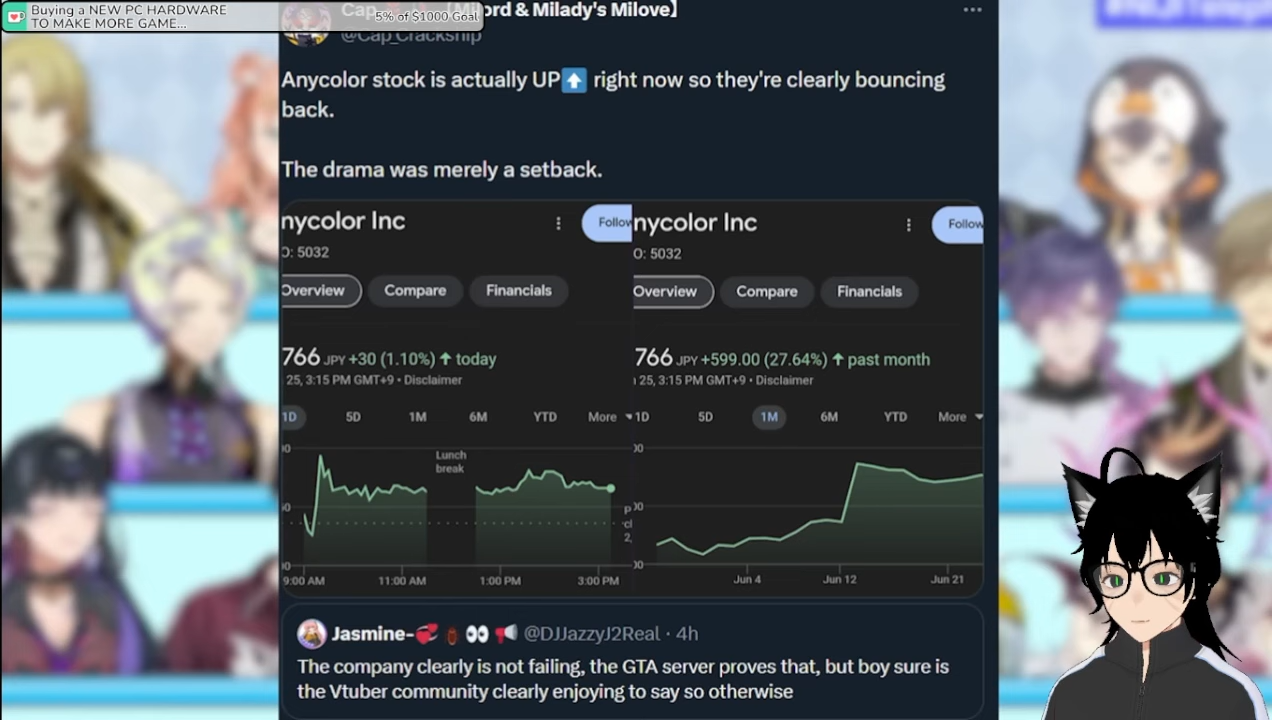 Buying a NEW PC HARDWARE
TO MAKE MORE GAME...
5% of $1000 Goal
& Milady's Milove】
@Cap_Crackship
Anycolor stock is actually UP⬆️ right now so they're clearly bouncing
back.
The drama was merely a setback.
nycolor Inc
Follow
O: 5032
Overview
Compare
Financials
766 JPY +30 (1.10%) ↑ today
25, 3:15 PM GMT+9 • Disclaimer
1D
5D
1M
6M
YTD
More
Lunch
break
9:00 AM
11:00 AM
1:00 PM
3:00 PM
nycolor Inc
Follow
O: 5032
Overview
Compare
Financials
766 JPY +599.00 (27.64%) ↑ past month
25, 3:15 PM GMT+9 • Disclaimer
1D
5D
1M
6M
YTD
More
Jun 4
Jun 12
Jun 21
Jasmine- @DJJazzyJ2Real · 4h
The company clearly is not failing, the GTA server proves that, but boy sure is
the Vtuber community clearly enjoying to say so otherwise